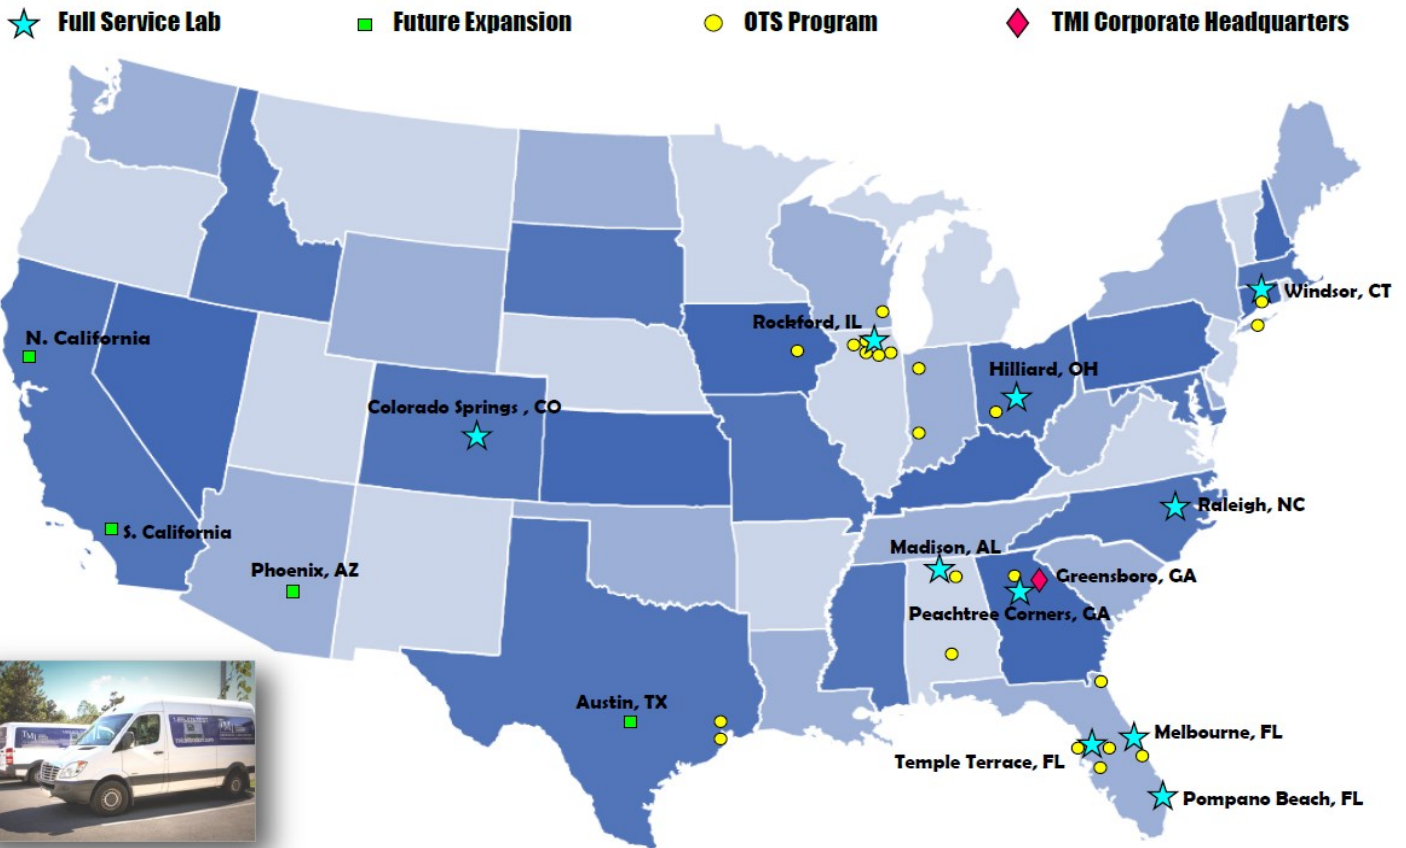 Full Service Lab
Future Expansion
OTS Program
TMI Corporate Headquarters
Windsor, CT
Rockford, IL
N. California
Hilliard, OH
Colorado Springs , CO
Raleigh, NC
S. California
Madison, AL
Phoenix, AZ
Greensboro, GA
Peachtree Corners, GA
Austin, TX
Melbourne, FL
Temple Terrace, FL
Pompano Beach, FL
TMI